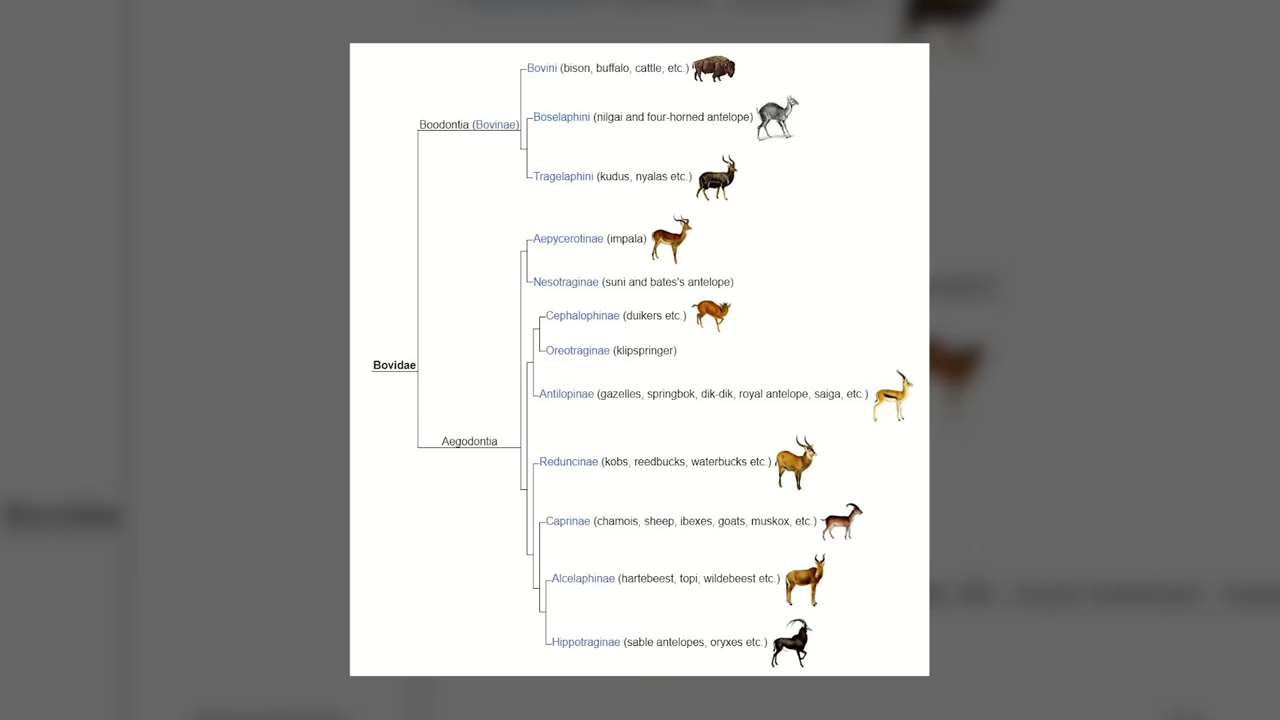 Bovini (bison, buffalo, cattle, etc.)
Boselaphini (nilgai and four-horned antelope)
Boodontia (Bovinae)
Tragelaphini (kudus, nyalas etc.)
Aepycerotinae (impala)
Nesotraginae (suni and bates's antelope)
Cephalophinae (duikers etc.)
Oreotraginae (klipspringer)
Bovidae
Antilopinae (gazelles, springbok, dik-dik, royal antelope, saiga, etc.)
Aegodontia
Reduncinae (kobs, reedbucks, waterbucks etc.)
Caprinae (chamois, sheep, ibexes, goats, muskox, etc.)
Alcelaphinae (hartebeest, topi, wildebeest etc.)
Hippotraginae (sable antelopes, oryxes etc.)